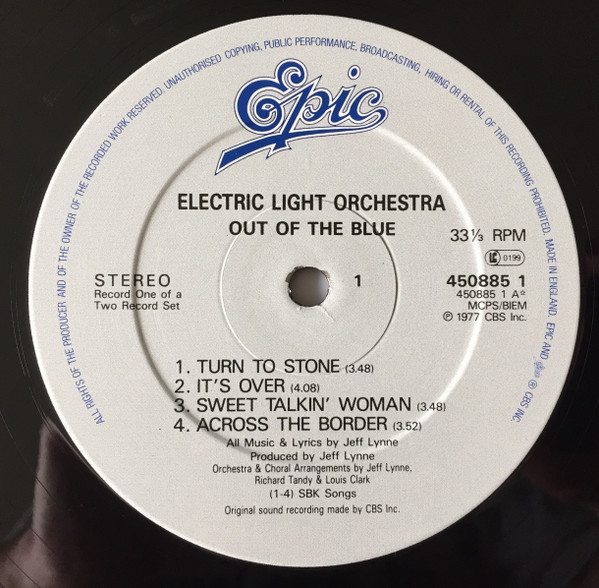 ALL RIGHTS OF THE PRODUCER AND OF THE OWNER OF THE RECORDED WORK RESERVED. UNAUTHORISED COPYING, PUBLIC PERFORMANCE, BROADCASTING, HIRING OR RENTAL OF THIS RECORDING PROHIBITED. MADE IN ENGLAND. EPIC AND Epic ® CBS INC.
Epic
ELECTRIC LIGHT ORCHESTRA
OUT OF THE BLUE
33⅓ RPM
LC 0199
STEREO
Record One of a
Two Record Set
1
450885 1
450885 1 A*
MCPS/BIEM
℗ 1977 CBS Inc.
1. TURN TO STONE (3.48)
2. IT'S OVER (4.08)
3. SWEET TALKIN' WOMAN (3.48)
4. ACROSS THE BORDER (3.52)
All Music & Lyrics by Jeff Lynne
Produced by Jeff Lynne
Orchestra & Choral Arrangements by Jeff Lynne,
Richard Tandy & Louis Clark
(1-4) SBK Songs
Original sound recording made by CBS Inc.